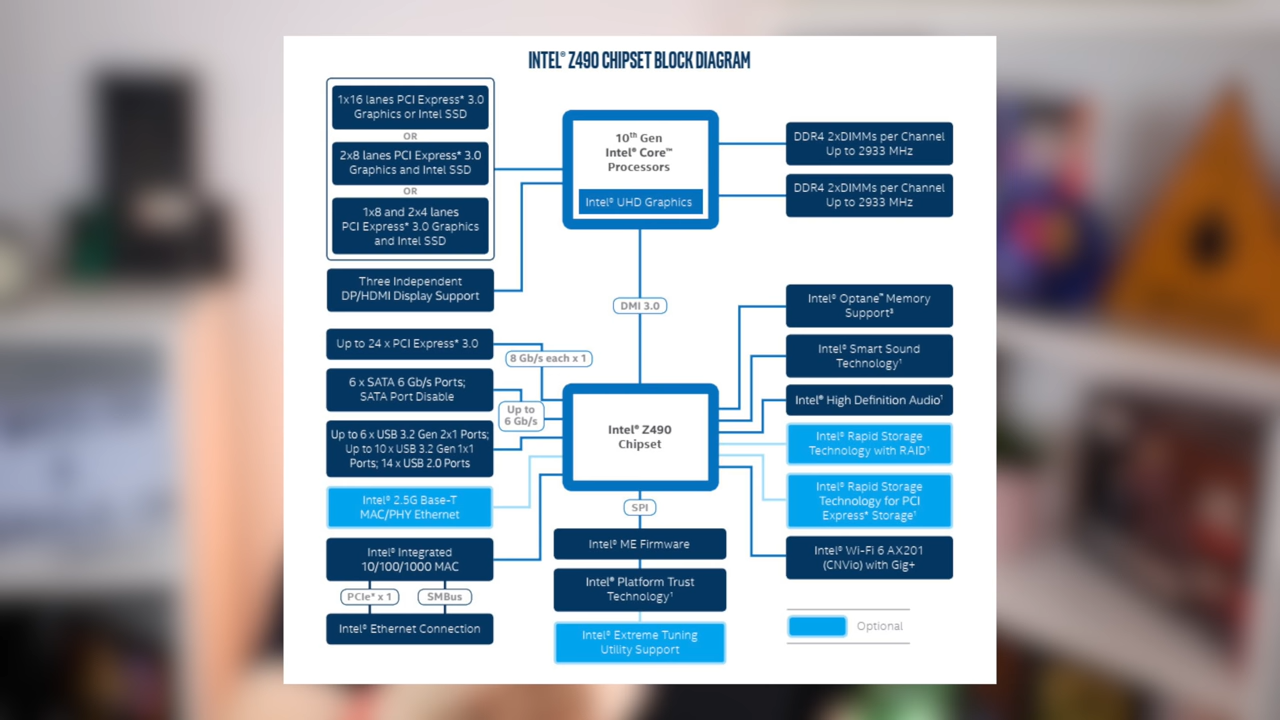 INTEL® Z490 CHIPSET BLOCK DIAGRAM
1x16 lanes PCI Express* 3.0
Graphics or Intel SSD
OR
2x8 lanes PCI Express* 3.0
Graphics and Intel SSD
OR
1x8 and 2x4 lanes
PCI Express* 3.0 Graphics
and Intel SSD
Three Independent
DP/HDMI Display Support
10th Gen
Intel® Core™
Processors
Intel® UHD Graphics
DDR4 2xDIMMs per Channel
Up to 2933 MHz
DDR4 2xDIMMs per Channel
Up to 2933 MHz
DMI 3.0
Up to 24 x PCI Express* 3.0
8 Gb/s each x 1
6 x SATA 6 Gb/s Ports;
SATA Port Disable
Up to
6 Gb/s
Up to 6 x USB 3.2 Gen 2x1 Ports;
Up to 10 x USB 3.2 Gen 1x1
Ports; 14 x USB 2.0 Ports
Intel® 2.5G Base-T
MAC/PHY Ethernet
Intel® Integrated
10/100/1000 MAC
PCIe* x 1
SMBus
Intel® Ethernet Connection
Intel® Z490
Chipset
SPI
Intel® ME Firmware
Intel® Platform Trust
Technology¹
Intel® Extreme Tuning
Utility Support
Intel® Optane™ Memory
Support³
Intel® Smart Sound
Technology¹
Intel® High Definition Audio¹
Intel® Rapid Storage
Technology with RAID¹
Intel® Rapid Storage
Technology for PCI
Express* Storage¹
Intel® Wi-Fi 6 AX201
(CNVio) with Gig+
Optional